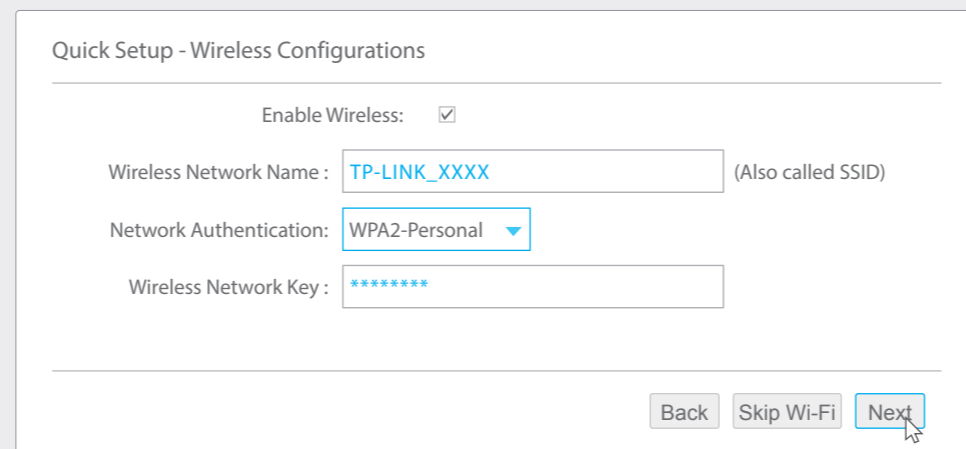 Quick Setup - Wireless Configurations
Enable Wireless:
Wireless Network Name : TP-LINK_XXXX (Also called SSID)
Network Authentication: WPA2-Personal
Wireless Network Key : ********
Back Skip Wi-Fi Next